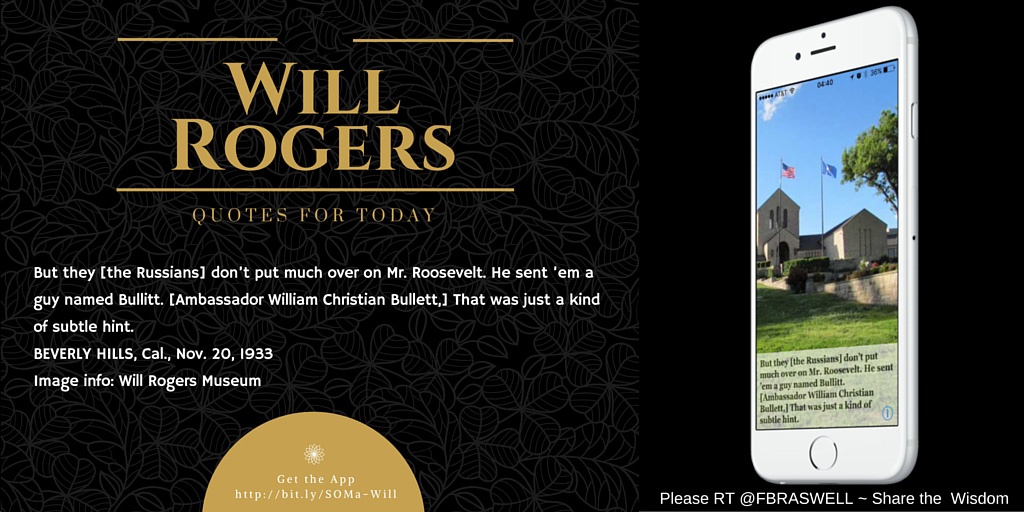 WILL
ROGERS
QUOTES FOR TODAY
But they [the Russians] don't put much over on Mr. Roosevelt. He sent 'em a
guy named Bullitt. [Ambassador William Christian Bullett,] That was just a kind
of subtle hint.
BEVERLY HILLS, Cal., Nov. 20, 1933
Image info: Will Rogers Museum
Get the App
http://bit.ly/SOMa-Will
AT&T 04:40 36%
But they [the Russians] don't put
much over on Mr. Roosevelt. He sent
'em a guy named Bullitt.
[Ambassador William Christian
Bullett,] That was just a kind of
subtle hint.
Please RT @FBRASWELL ~ Share the Wisdom